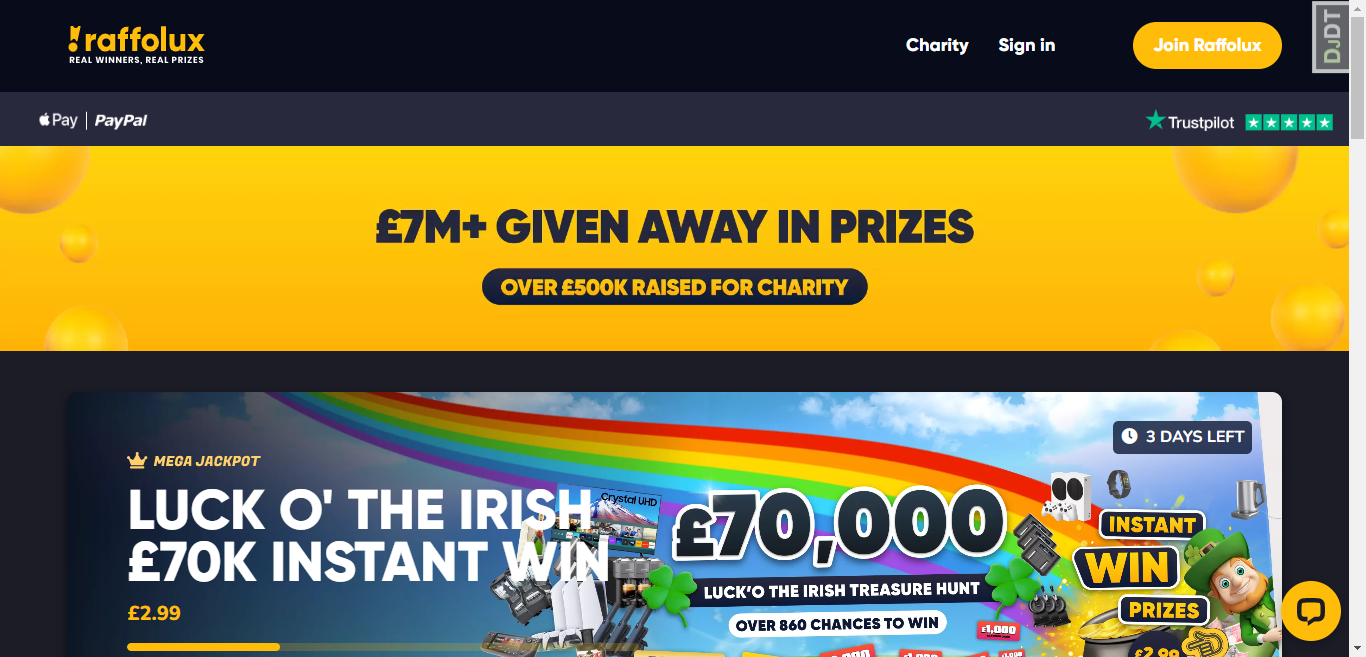 raffolux
REAL WINNERS, REAL PRIZES
Charity
Sign in
Join Raffolux
DJDT
Pay | PayPal
Trustpilot
£7M+ GIVEN AWAY IN PRIZES
OVER £500K RAISED FOR CHARITY
3 DAYS LEFT
MEGA JACKPOT
LUCK O' THE IRISH
£70K INSTANT WIN
£2.99
Crystal UHD
£70,000
LUCK'O THE IRISH TREASURE HUNT
OVER 860 CHANCES TO WIN
INSTANT
WIN
PRIZES
£1,000
£2.99